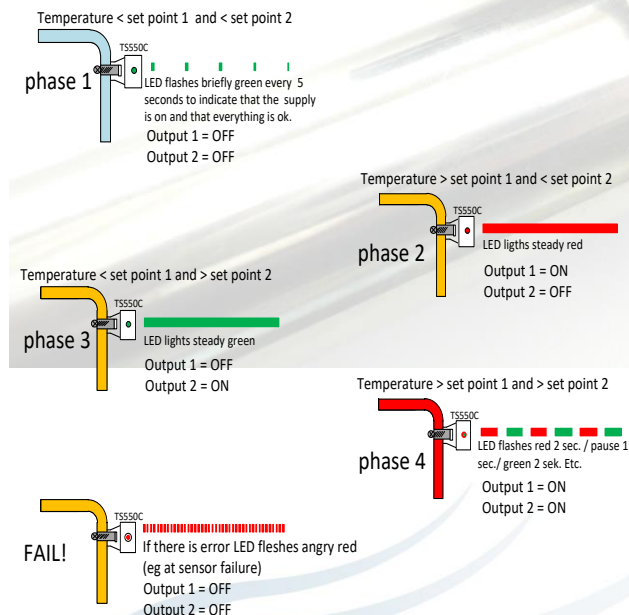 Temperature < set point 1 and < set point 2
TS550C
phase 1
LED flashes briefly green every 5
seconds to indicate that the supply
is on and that everything is ok.
Output 1 = OFF
Output 2 = OFF
Temperature > set point 1 and < set point 2
TS550C
phase 2
LED ligths steady red
Output 1 = ON
Output 2 = OFF
Temperature < set point 1 and > set point 2
TS550C
phase 3
LED lights steady green
Output 1 = OFF
Output 2 = ON
Temperature > set point 1 and > set point 2
TS550C
phase 4
LED flashes red 2 sec. / pause 1
sec./ green 2 sek. Etc.
Output 1 = ON
Output 2 = ON
TS550C
FAIL!
If there is error LED fleshes angry red
(eg at sensor failure)
Output 1 = OFF
Output 2 = OFF